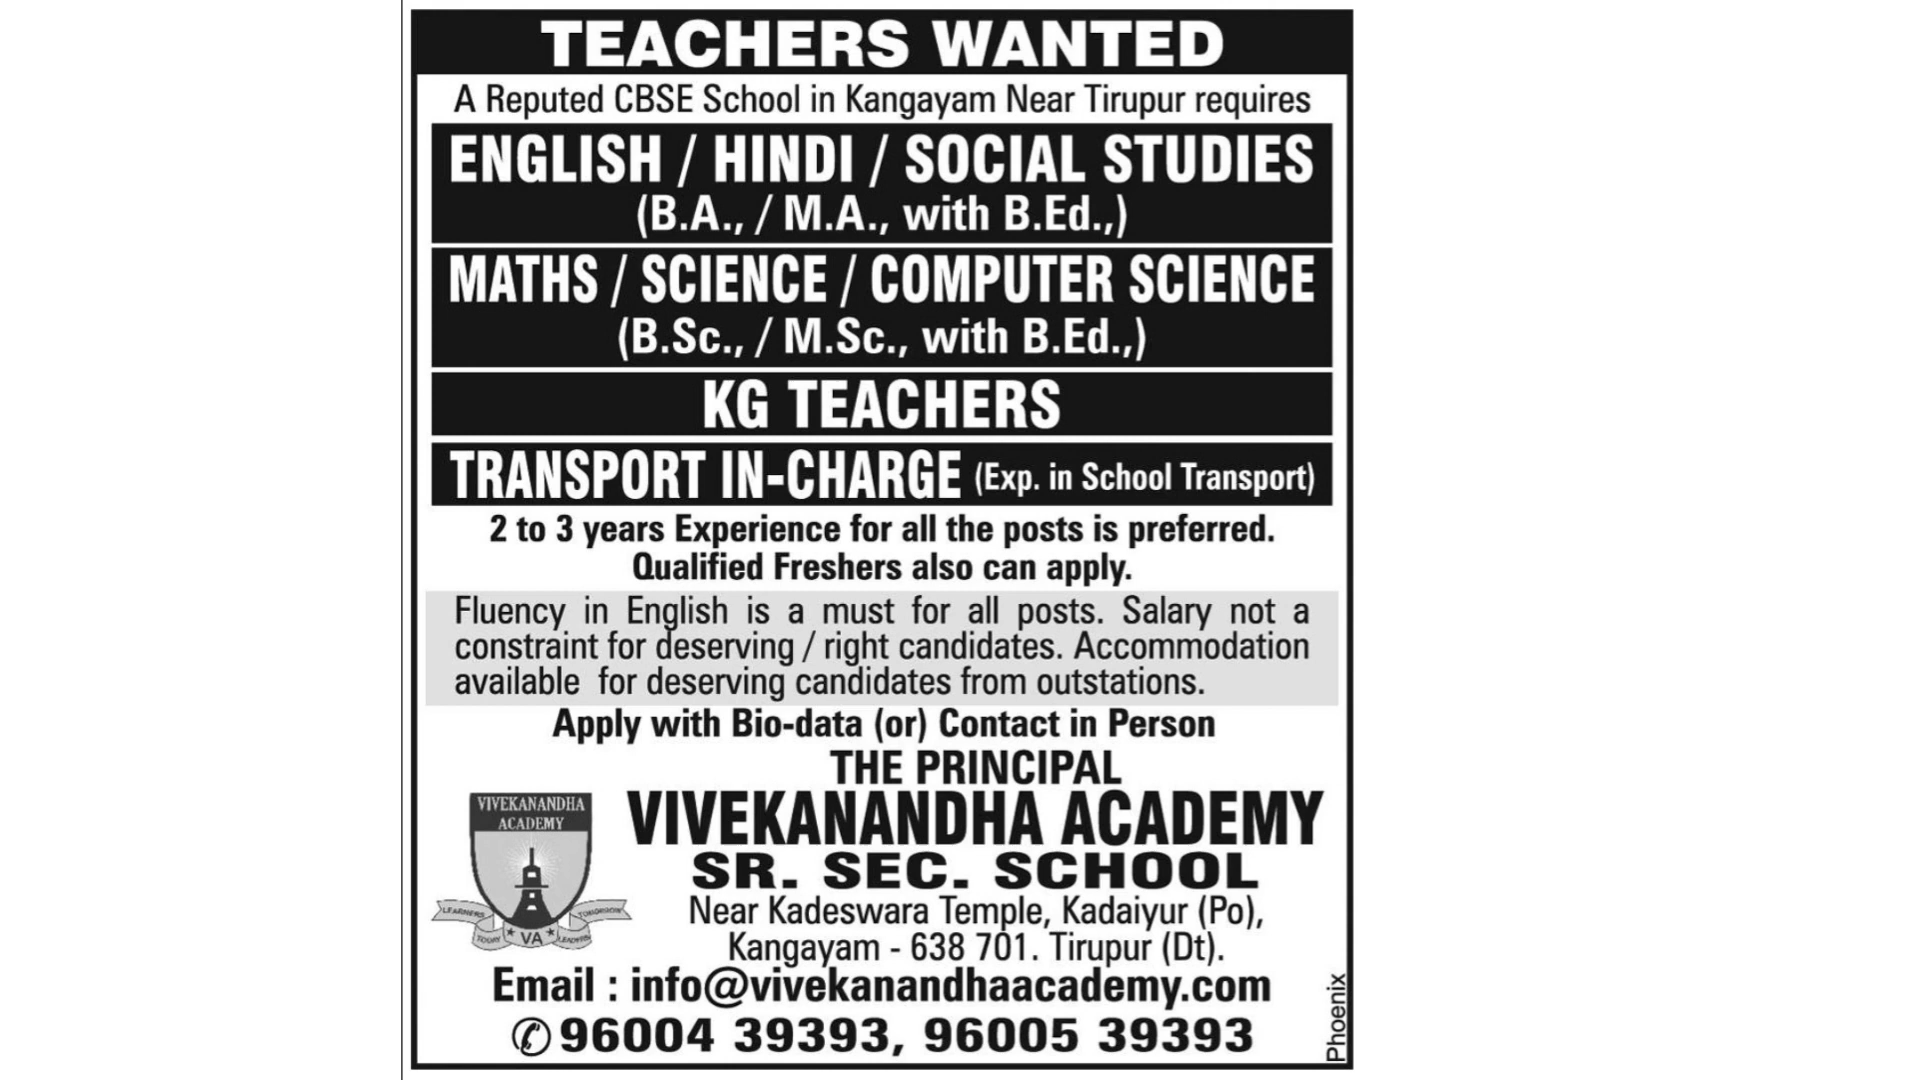 TEACHERS WANTED
A Reputed CBSE School in Kangayam Near Tirupur requires
ENGLISH / HINDI / SOCIAL STUDIES
(B.A., / M.A., with B.Ed.,)
MATHS / SCIENCE / COMPUTER SCIENCE
(B.Sc., / M.Sc., with B.Ed.,)
KG TEACHERS
TRANSPORT IN-CHARGE (Exp. in School Transport)
2 to 3 years Experience for all the posts is preferred.
Qualified Freshers also can apply.
Fluency in English is a must for all posts. Salary not a
constraint for deserving / right candidates. Accommodation
available for deserving candidates from outstations.
Apply with Bio-data (or) Contact in Person
THE PRINCIPAL
VIVEKANANDHA ACADEMY
SR. SEC. SCHOOL
VIVEKANANDHA
ACADEMY
LEARNERS
TODAY
VA
LEADERS
TOMORROW
Near Kadeswara Temple, Kadaiyur (Po),
Kangayam - 638 701. Tirupur (Dt).
Email : info@vivekanandhaacademy.com
✆ 96004 39393, 96005 39393
Phoenix